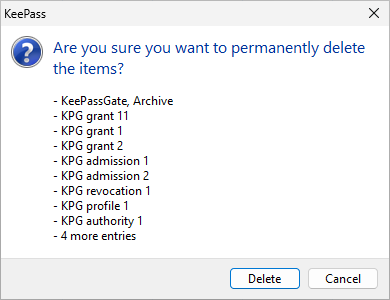 KeePass
Are you sure you want to permanently delete
the items?
- KeePassGate, Archive
- KPG grant 11
- KPG grant 1
- KPG grant 2
- KPG admission 1
- KPG admission 2
- KPG revocation 1
- KPG profile 1
- KPG authority 1
- 4 more entries
Delete
Cancel